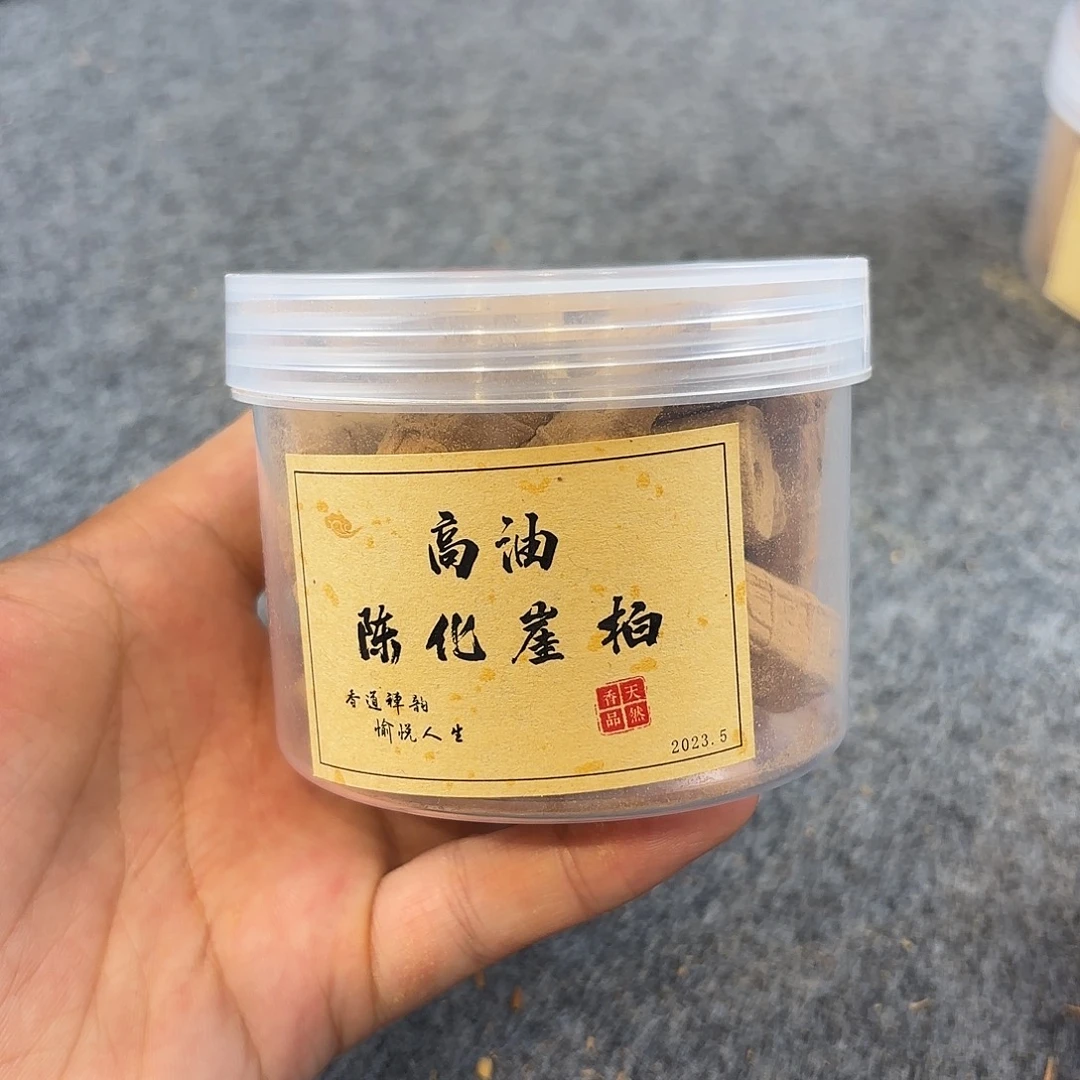 高油
陈化崖柏
香道禅韵
愉悦人生
天然
香品
2023.5